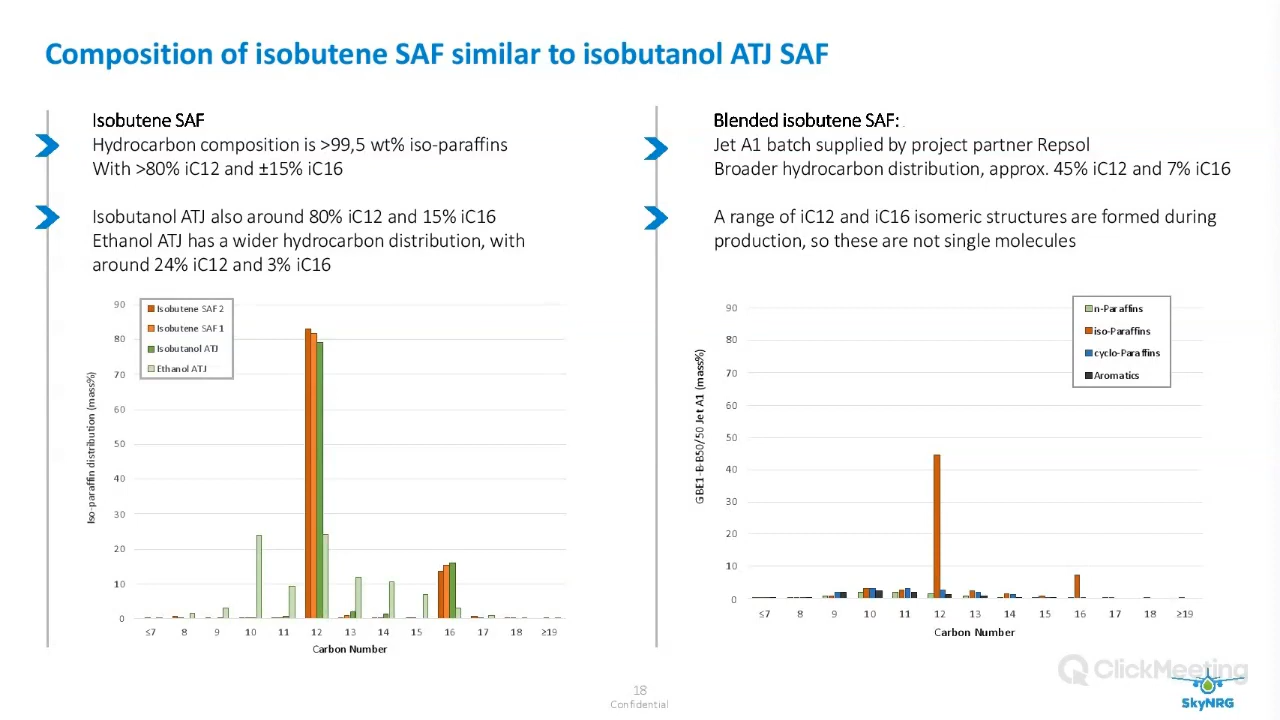 Composition of isobutene SAF similar to isobutanol ATJ SAF
Isobutene SAF
Hydrocarbon composition is >99,5 wt% iso-paraffins
With >80% iC12 and ±15% iC16
Isobutanol ATJ also around 80% iC12 and 15% iC16
Ethanol ATJ has a wider hydrocarbon distribution, with
around 24% iC12 and 3% iC16
Blended isobutene SAF:
Jet A1 batch supplied by project partner Repsol
Broader hydrocarbon distribution, approx. 45% iC12 and 7% iC16
A range of iC12 and iC16 isomeric structures are formed during
production, so these are not single molecules
Iso-paraffin distribution (mass%)
90
80
70
60
50
40
30
20
10
0
Isobutene SAF 2
Isobutene SAF 1
Isobutanol ATJ
Ethanol ATJ
≤7 8 9 10 11 12 13 14 15 16 17 18 ≥19
Carbon Number
GBE1-B-B50/50 Jet A1 (mass%)
90
80
70
60
50
40
30
20
10
0
n-Paraffins
iso-Paraffins
cyclo-Paraffins
Aromatics
≤7 8 9 10 11 12 13 14 15 16 17 18 ≥19
Carbon Number
18
Confidential
ClickMeeting
SkyNRG